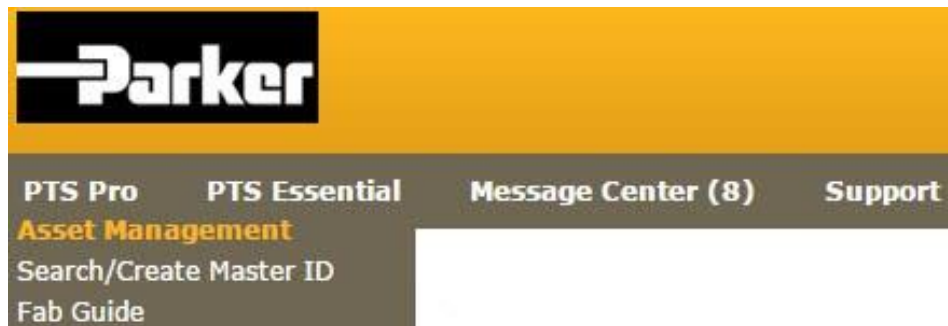 Parker
PTS Pro PTS Essential Message Center (8) Support
Asset Management
Search/Create Master ID
Fab Guide